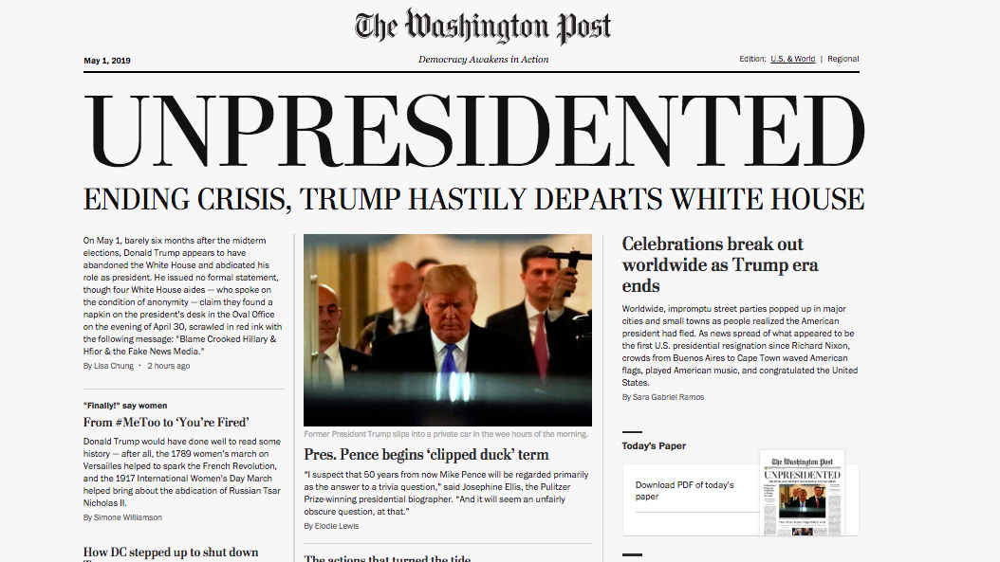 The Washington Post
May 1, 2019
Democracy Awakens in Action
Edition: U.S. & World | Regional
UNPRESIDENTED
ENDING CRISIS, TRUMP HASTILY DEPARTS WHITE HOUSE
On May 1, barely six months after the midterm
elections, Donald Trump appears to have
abandoned the White House and abdicated his
role as president. He issued no formal statement,
though four White House aides — who spoke on
the condition of anonymity — claim they found a
napkin on the president's desk in the Oval Office
on the evening of April 30, scrawled in red ink with
the following message: "Blame Crooked Hillary &
Hfior & the Fake News Media."
By Lisa Chung · 2 hours ago
"Finally!" say women
From #MeToo to ‘You’re Fired’
Donald Trump would have done well to read some
history — after all, the 1789 women's march on
Versailles helped to spark the French Revolution,
and the 1917 International Women's Day March
helped bring about the abdication of Russian Tsar
Nicholas II.
By Simone Williamson
How DC stepped up to shut down
Former President Trump slips into a private car in the wee hours of the morning.
Pres. Pence begins ‘clipped duck’ term
“I suspect that 50 years from now Mike Pence will be regarded primarily
as the answer to a trivia question,” said Josephine Ellis, the Pulitzer
Prize-winning presidential biographer. “And it will seem an unfairly
obscure question, at that.”
By Elodie Lewis
The actions that turned the tide
Celebrations break out
worldwide as Trump era
ends
Worldwide, impromptu street parties popped up in major
cities and small towns as people realized the American
president had fled. As news spread of what appeared to be
the first U.S. presidential resignation since Richard Nixon,
crowds from Buenos Aires to Cape Town waved American
flags, played American music, and congratulated the United
States.
By Sara Gabriel Ramos
Today's Paper
Download PDF of today's
paper
The Washington Post
UNPRESIDENTED